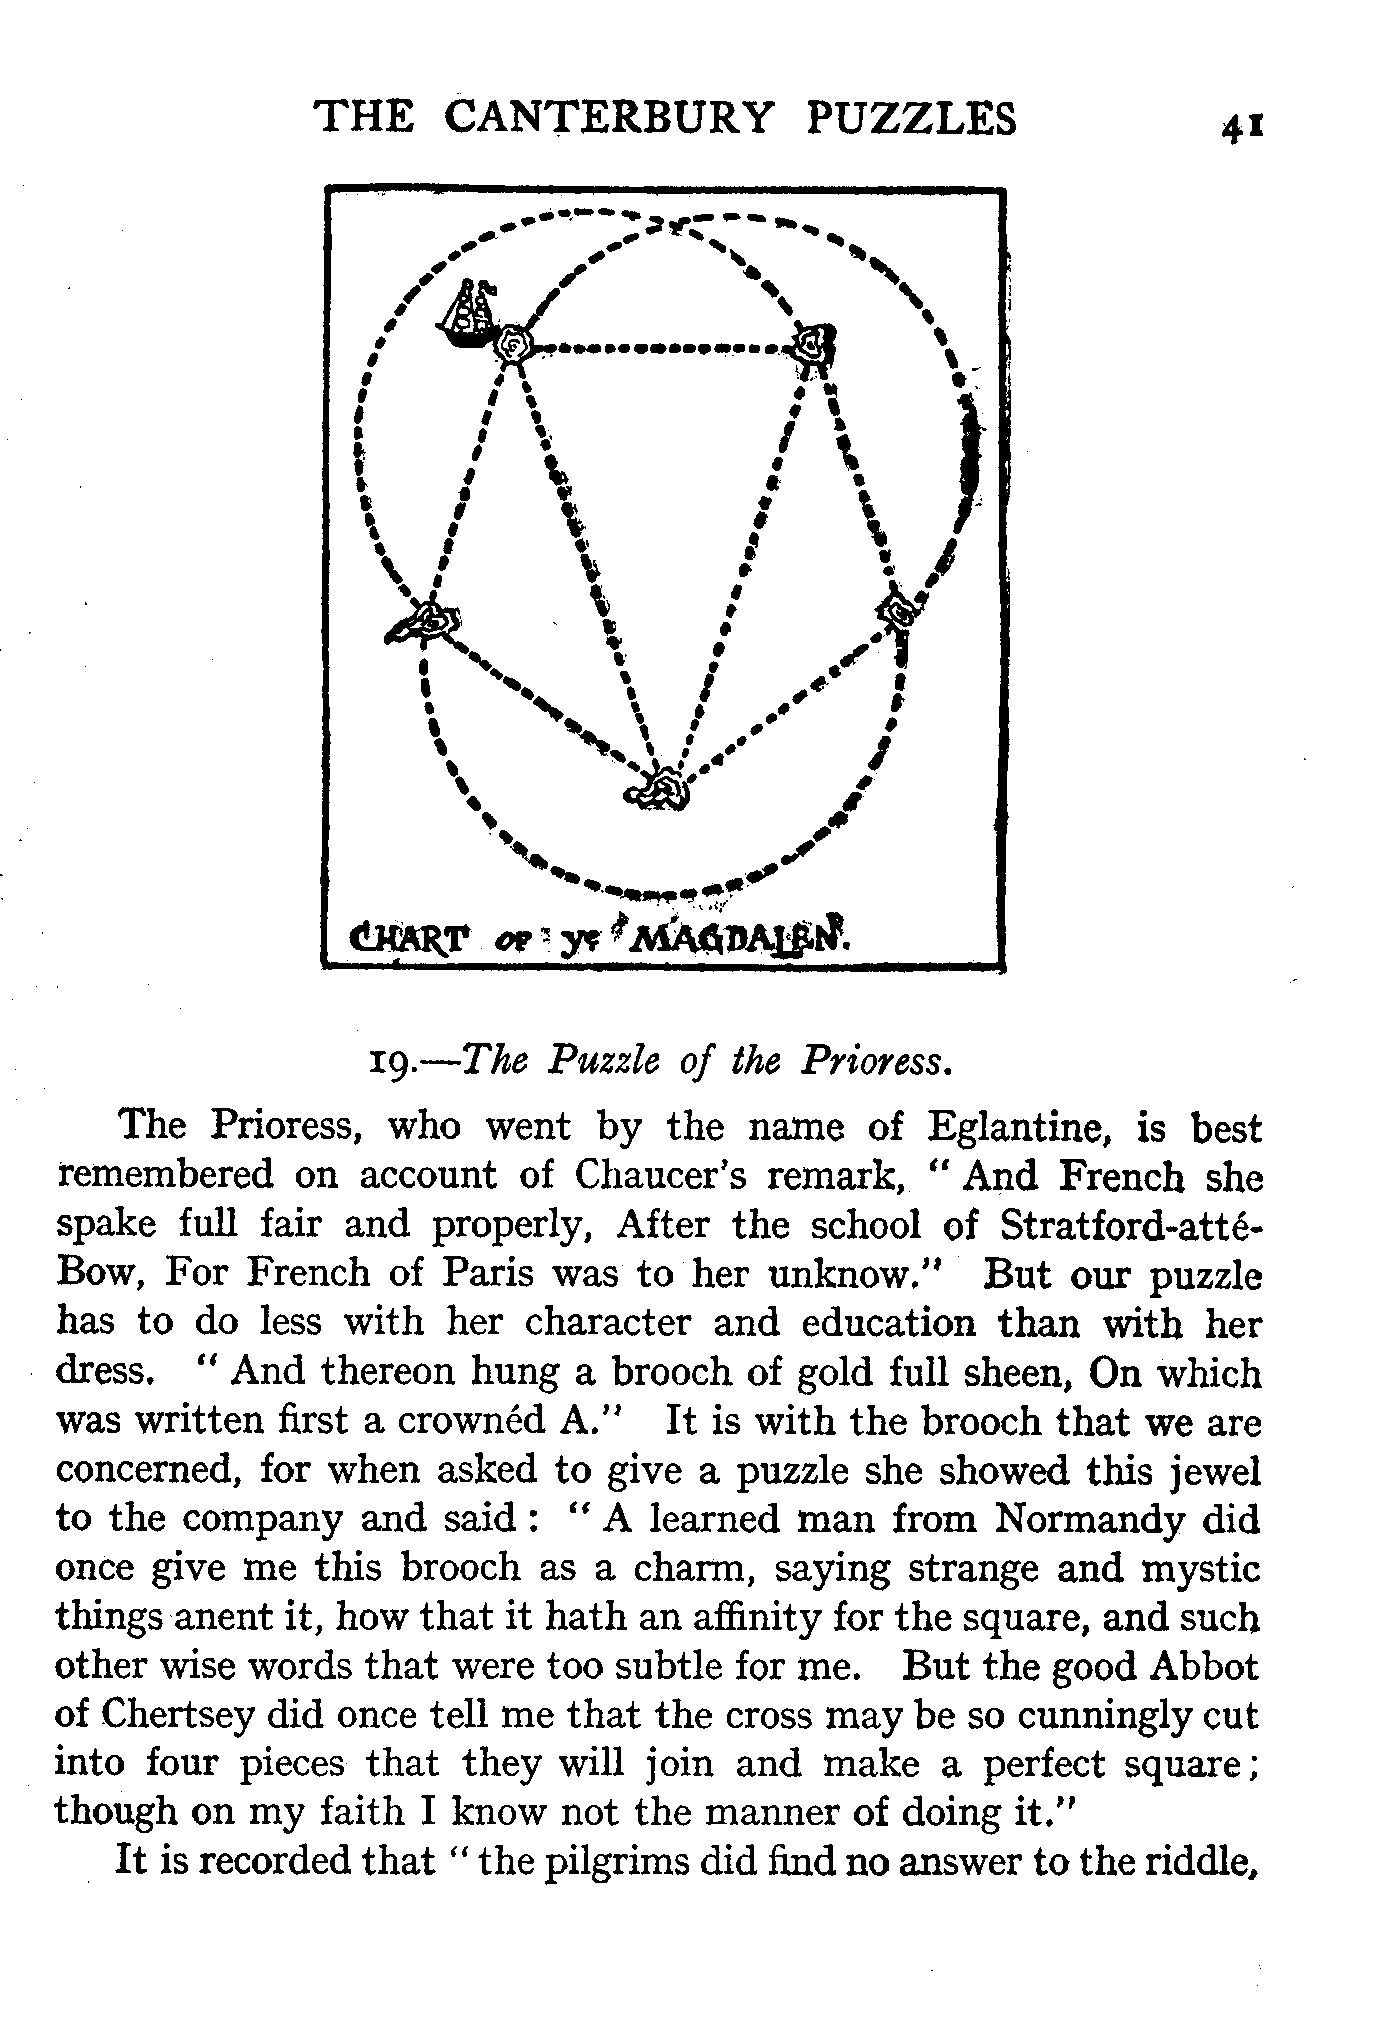 THE CANTERBURY PUZZLES 41
CHART OF Ye MAGDALEN.
19.—The Puzzle of the Prioress.
The Prioress, who went by the name of Eglantine, is best
remembered on account of Chaucer's remark, “ And French she
spake full fair and properly, After the school of Stratford-atté-
Bow, For French of Paris was to her unknow.” But our puzzle
has to do less with her character and education than with her
dress. “ And thereon hung a brooch of gold full sheen, On which
was written first a crownéd A.” It is with the brooch that we are
concerned, for when asked to give a puzzle she showed this jewel
to the company and said : “ A learned man from Normandy did
once give me this brooch as a charm, saying strange and mystic
things anent it, how that it hath an affinity for the square, and such
other wise words that were too subtle for me. But the good Abbot
of Chertsey did once tell me that the cross may be so cunningly cut
into four pieces that they will join and make a perfect square ;
though on my faith I know not the manner of doing it.”
It is recorded that “ the pilgrims did find no answer to the riddle,